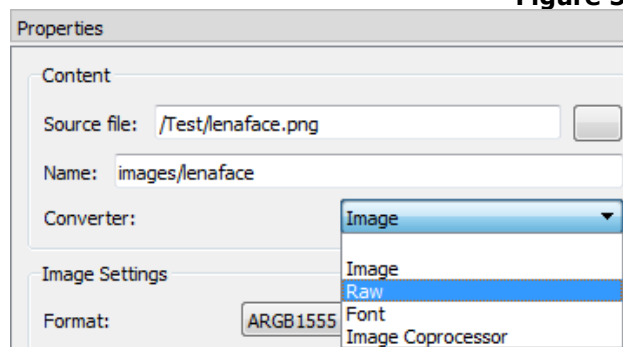 Figure
Properties
Content
Source file: /Test/lenaface.png
Name: images/lenaface
Converter: Image
Image
Image Settings
Raw
Format: ARGB1555 Font
Image Coprocessor